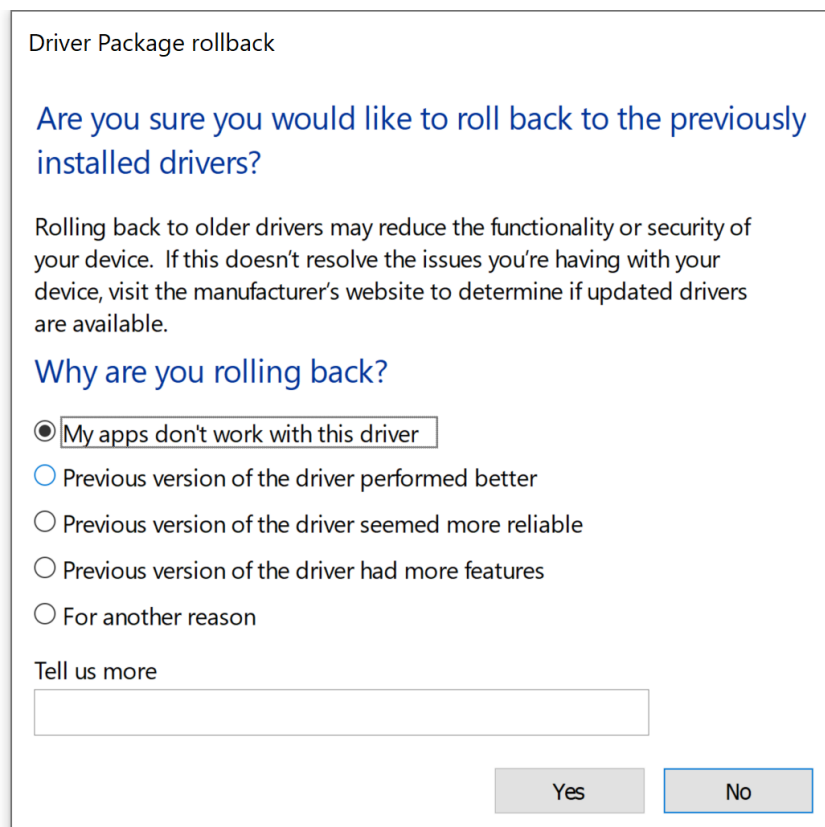 Driver Package rollback
Are you sure you would like to roll back to the previously
installed drivers?
Rolling back to older drivers may reduce the functionality or security of
your device.  If this doesn't resolve the issues you're having with your
device, visit the manufacturer's website to determine if updated drivers
are available.
Why are you rolling back?
My apps don't work with this driver
Previous version of the driver performed better
Previous version of the driver seemed more reliable
Previous version of the driver had more features
For another reason
Tell us more
Yes
No